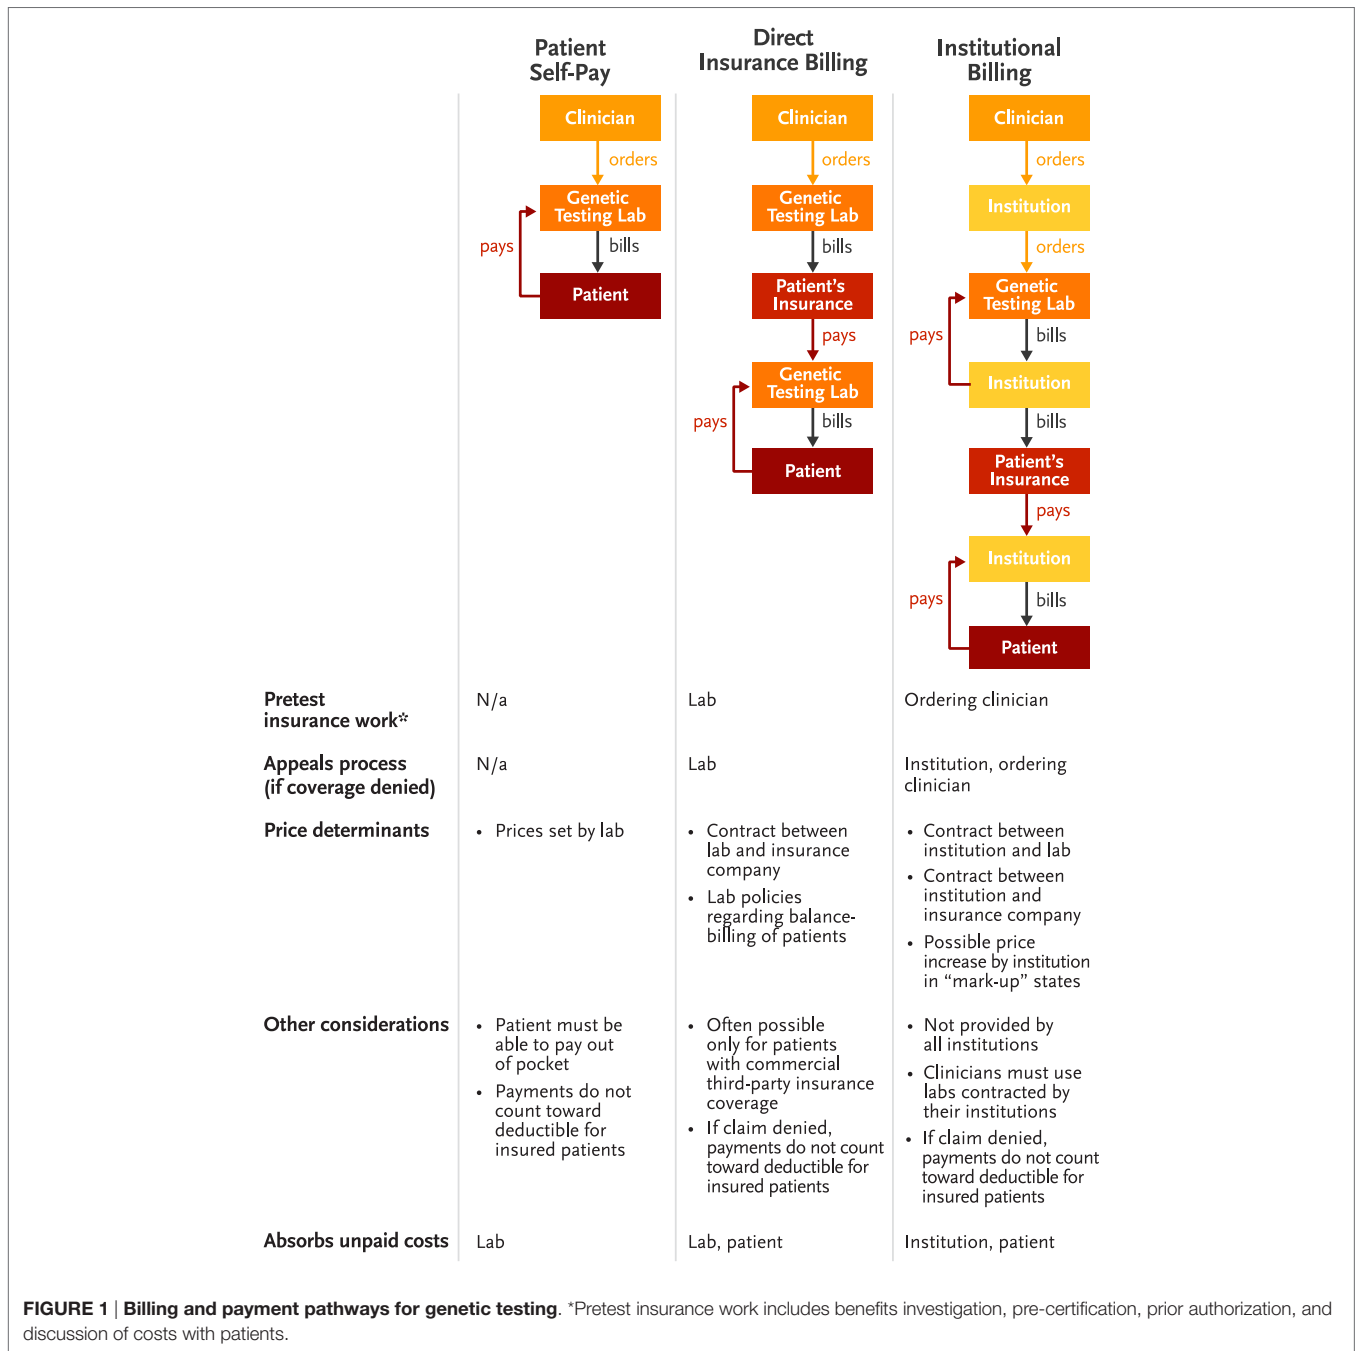 Patient
Self-Pay
Direct
Insurance Billing
Institutional
Billing
Clinician
orders
Genetic
Testing Lab
pays
bills
Patient
Clinician
orders
Genetic
Testing Lab
bills
Patient's
Insurance
pays
Genetic
Testing Lab
pays
bills
Patient
Clinician
orders
Institution
orders
Genetic
Testing Lab
pays
bills
Institution
bills
Patient's
Insurance
pays
Institution
pays
bills
Patient
Pretest
insurance work*
N/a
Lab
Ordering clinician
Appeals process
(if coverage denied)
N/a
Lab
Institution, ordering
clinician
Price determinants
• Prices set by lab
• Contract between
lab and insurance
company
• Lab policies
regarding balance-
billing of patients
• Contract between
institution and lab
• Contract between
institution and
insurance company
• Possible price
increase by institution
in “mark-up” states
Other considerations
• Patient must be
able to pay out
of pocket
• Payments do not
count toward
deductible for
insured patients
• Often possible
only for patients
with commercial
third-party insurance
coverage
• If claim denied,
payments do not count
toward deductible for
insured patients
• Not provided by
all institutions
• Clinicians must use
labs contracted by
their institutions
• If claim denied,
payments do not count
toward deductible for
insured patients
Absorbs unpaid costs
Lab
Lab, patient
Institution, patient
FIGURE 1 | Billing and payment pathways for genetic testing. *Pretest insurance work includes benefits investigation, pre-certification, prior authorization, and
discussion of costs with patients.